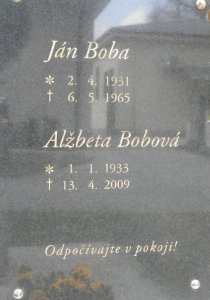 Ján Boba
* 2. 4. 1931
† 6. 5. 1965
Alžbeta Bobová
* 1. 1. 1933
† 13. 4. 2009
Odpočívajte v pokoji!